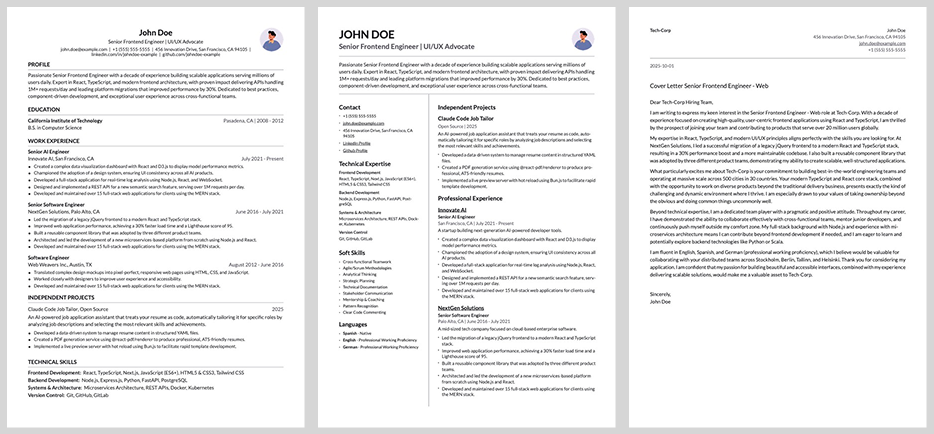 John Doe
Senior Frontend Engineer | UI/UX Advocate
john.doe@example.com | +1 (555) 555-5555 | 456 Innovation Drive, San Francisco, CA 94105 |
linkedin.com/in/johndoe-example | github.com/johndoe-example
PROFILE
Passionate Senior Frontend Engineer with a decade of experience building scalable applications serving millions of
users daily. Expert in React, TypeScript, and modern frontend architecture, with proven impact delivering APIs handling
1M+ requests/day and leading platform migrations that improved performance by 30%. Dedicated to best practices,
component-driven development, and exceptional user experience across cross-functional teams.
EDUCATION
California Institute of Technology Pasadena, CA | 2008 - 2012
B.S. in Computer Science
WORK EXPERIENCE
Senior AI Engineer
Innovate AI, San Francisco, CA July 2021 - Present
• Created a complex data visualization dashboard with React and D3.js to display model performance metrics.
• Championed the adoption of a design system, ensuring UI consistency across all AI products.
• Developed a full-stack application for real-time log analysis using Node.js, React, and WebSocket.
• Designed and implemented a REST API for a new semantic search feature, serving over 1M requests per day.
• Developed and maintained over 15 full-stack web applications for clients using the MERN stack.
Senior Software Engineer
NextGen Solutions, Palo Alto, CA June 2016 - July 2021
• Led the migration of a legacy jQuery frontend to a modern React and TypeScript stack.
• Improved web application performance, achieving a 30% faster load time and a Lighthouse score of 95.
• Built a reusable component library that was adopted by three different product teams.
• Architected and led the development of a new microservices-based platform from scratch using Node.js and React.
• Developed and maintained over 15 full-stack web applications for clients using the MERN stack.
Software Engineer
Web Weavers Inc., Austin, TX August 2012 - June 2016
• Translated complex design mockups into pixel-perfect, responsive web pages using HTML, CSS, and JavaScript.
• Worked closely with designers to improve user experience and accessibility.
• Developed and maintained over 15 full-stack web applications for clients using the MERN stack.
INDEPENDENT PROJECTS
Claude Code Job Tailor, Open Source 2025
An AI-powered job application assistant that treats your resume as code, automatically tailoring it for specific roles by
analyzing job descriptions and selecting the most relevant skills and achievements.
• Developed a data-driven system to manage resume content in structured YAML files.
• Created a PDF generation service using @react-pdf/renderer to produce professional, ATS-friendly resumes.
• Implemented a live preview server with hot reload using Bun.js to facilitate rapid template development.
TECHNICAL SKILLS
Frontend Development: React, TypeScript, Next.js, JavaScript (ES6+), HTML5 & CSS3, Tailwind CSS
Backend Development: Node.js, Express.js, Python, FastAPI, PostgreSQL
Systems & Architecture: Microservices Architecture, REST APIs, Docker, Kubernetes
Version Control: Git, GitHub, GitLab
JOHN DOE
Senior Frontend Engineer | UI/UX Advocate
Passionate Senior Frontend Engineer with a decade of experience building scalable applications serving millions of
users daily. Expert in React, TypeScript, and modern frontend architecture, with proven impact delivering APIs handling
1M+ requests/day and leading platform migrations that improved performance by 30%. Dedicated to best practices,
component-driven development, and exceptional user experience across cross-functional teams.
Contact
+1 (555) 555-5555
john.doe@example.com
456 Innovation Drive, San Francisco, CA
94105
LinkedIn Profile
Github Profile
Technical Expertise
Frontend Development
React, TypeScript, Next.js, JavaScript (ES6+),
HTML5 & CSS3, Tailwind CSS
Backend Development
Node.js, Express.js, Python, FastAPI, Post-
greSQL
Systems & Architecture
Microservices Architecture, REST APIs, Dock-
er, Kubernetes
Version Control
Git, GitHub, GitLab
Soft Skills
Cross-functional Teamwork
Agile/Scrum Methodologies
Analytical Thinking
Strategic Planning
Technical Documentation
Stakeholder Communication
Mentorship & Coaching
Pattern Recognition
Clear Code Commenting
Languages
Spanish - Native
English - Professional Working Proficiency
German - Professional Working Proficiency
Independent Projects
Claude Code Job Tailor
Open Source | 2025
An AI-powered job application assistant that treats your resume as code, auto-
matically tailoring it for specific roles by analyzing job descriptions and selecting
the most relevant skills and achievements.
• Developed a data-driven system to manage resume content in structured YAML
files.
• Created a PDF generation service using @react-pdf/renderer to produce pro-
fessional, ATS-friendly resumes.
• Implemented a live preview server with hot reload using Bun.js to facilitate rapid
template development.
Professional Experience
Innovate AI
Senior AI Engineer
San Francisco, CA | July 2021 - Present
A startup building next-generation AI-powered developer tools.
• Created a complex data visualization dashboard with React and D3.js to display
model performance metrics.
• Championed the adoption of a design system, ensuring UI consistency across all
AI products.
• Developed a full-stack application for real-time log analysis using Node.js, React,
and WebSocket.
• Designed and implemented a REST API for a new semantic search feature, serv-
ing over 1M requests per day.
• Developed and maintained over 15 full-stack web applications for clients using
the MERN stack.
NextGen Solutions
Senior Software Engineer
Palo Alto, CA | June 2016 - July 2021
A mid-sized tech company focused on cloud-based enterprise software.
• Led the migration of a legacy jQuery frontend to a modern React and TypeScript
stack.
• Improved web application performance, achieving a 30% faster load time and a
Lighthouse score of 95.
• Built a reusable component library that was adopted by three different product
teams.
• Architected and led the development of a new microservices-based platform
from scratch using Node.js and React.
• Developed and maintained over 15 full-stack web applications for clients using
the MERN stack.
Tech-Corp
John Doe
456 Innovation Drive, San Francisco, CA 94105
john.doe@example.com
+1 (555) 555-5555
2025-10-01
Cover Letter Senior Frontend Engineer - Web
Dear Tech-Corp Hiring Team,
I am writing to express my keen interest in the Senior Frontend Engineer - Web role at Tech-Corp. With a decade of
experience focused on creating high-quality, user-centric frontend applications using React and TypeScript, I am thrilled
by the prospect of joining your team and contributing to products that serve over 20 million users globally.
My expertise in React, TypeScript, and modern UI/UX principles aligns perfectly with the skills you are looking for. At
NextGen Solutions, I led a successful migration of a legacy jQuery frontend to a modern React and TypeScript stack,
resulting in a 30% performance boost and a more maintainable codebase. I also built a reusable component library that
was adopted by three different product teams, demonstrating my ability to create scalable, well-structured applications.
What particularly excites me about Tech-Corp is your commitment to building best-in-the-world engineering teams and
operating at massive scale across 500 cities in 30 countries. Your modern tech stack and microservices architecture, combined
with the opportunity to work on diverse products beyond the traditional delivery business, presents exactly the kind of
challenging and dynamic environment where I thrive. I am especially drawn to your values of taking ownership beyond
the obvious and doing common things uncommonly well.
Beyond technical expertise, I am a dedicated team player with a pragmatic and positive attitude. Throughout my career,
I have demonstrated the ability to collaborate effectively with cross-functional teams, mentor junior developers, and
continuously push myself outside my comfort zone. My full-stack background with Node.js and experience with mi-
croservices architecture means I can contribute beyond frontend development if needed, and I am eager to learn and
potentially explore backend technologies like Python or Scala.
I am fluent in English, Spanish, and German (professional working proficiency), which I believe would be valuable for
collaborating with your distributed teams across Stockholm, Berlin, Tallinn, and Helsinki. Thank you for considering my
application. I am confident that my passion for building beautiful and accessible interfaces, combined with my experience
delivering scalable solutions, would make me a valuable asset to Tech-Corp.
Sincerely,
John Doe